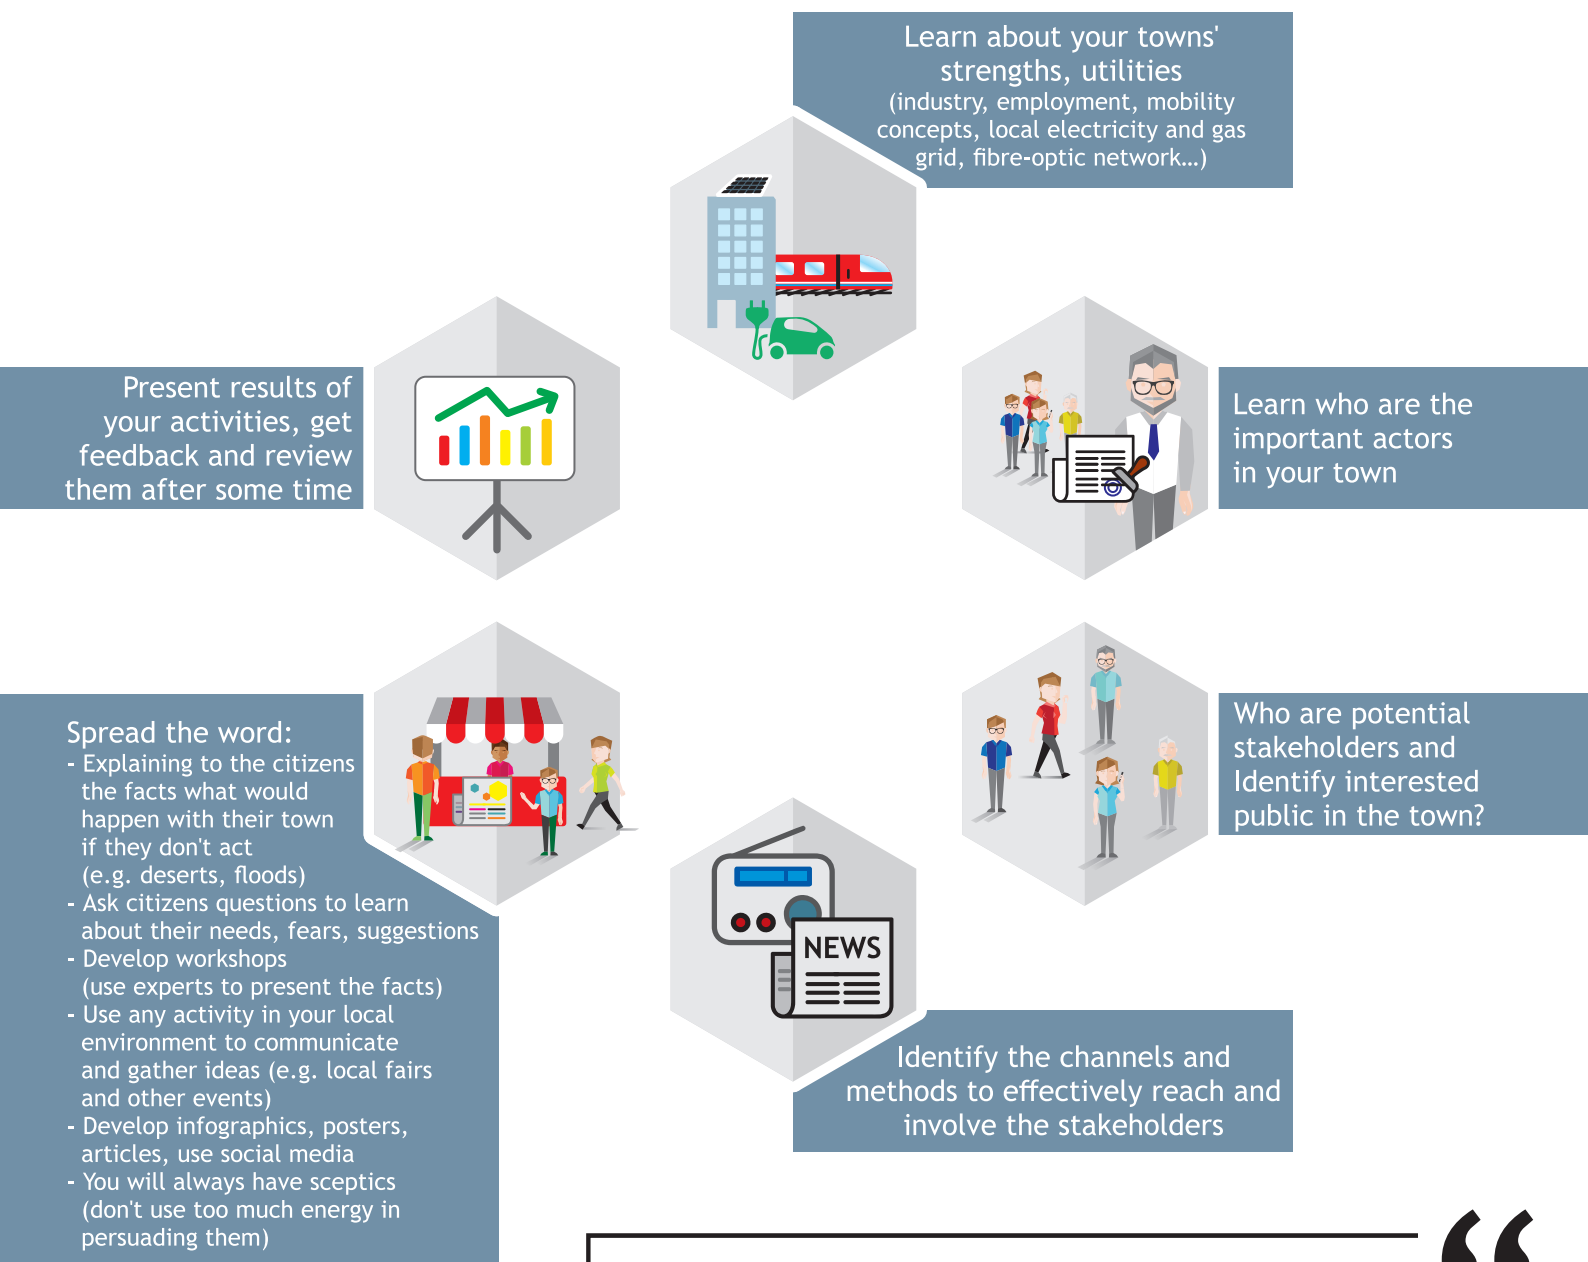 Learn about your towns'
strengths, utilities
(industry, employment, mobility
concepts, local electricity and gas
grid, fibre-optic network…)
Learn who are the
important actors
in your town
Who are potential
stakeholders and
Identify interested
public in the town?
NEWS
Identify the channels and
methods to effectively reach and
involve the stakeholders
Spread the word:
- Explaining to the citizens
the facts what would
happen with their town
if they don't act
(e.g. deserts, floods)
- Ask citizens questions to learn
about their needs, fears, suggestions
- Develop workshops
(use experts to present the facts)
- Use any activity in your local
environment to communicate
and gather ideas (e.g. local fairs
and other events)
- Develop infographics, posters,
articles, use social media
- You will always have sceptics
(don't use too much energy in
persuading them)
Present results of
your activities, get
feedback and review
them after some time
“